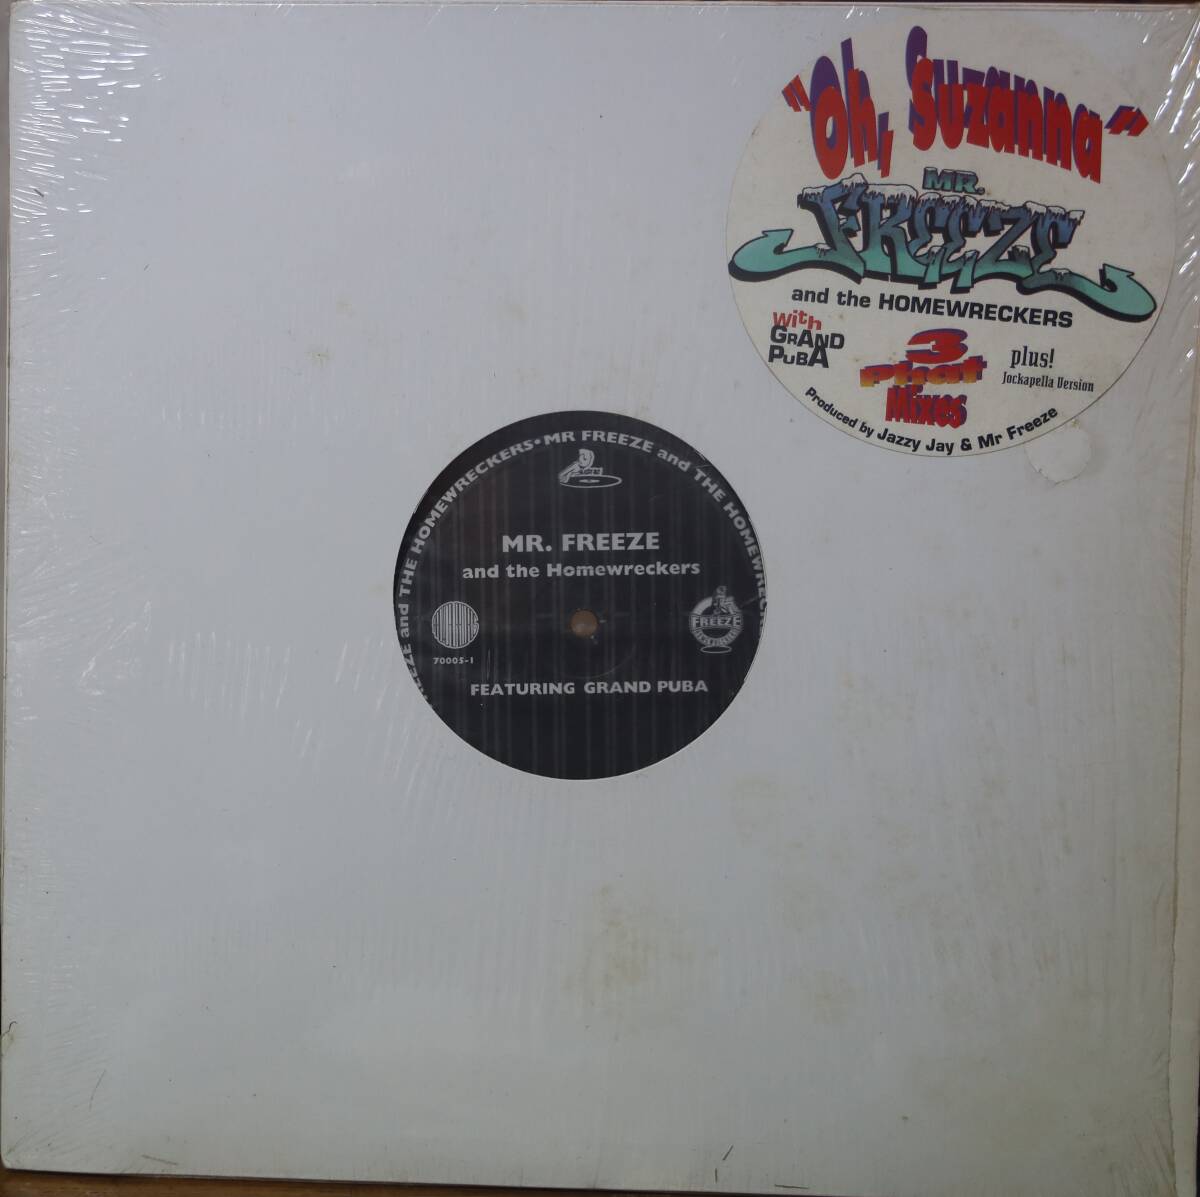 "Oh, Suzanna"
MR.
FREEZE
and the HOMEWRECKERS
With
GRAND
PUBA
3
Phat
Mixes
plus!
Jockapella Version
Produced by Jazzy Jay & Mr Freeze
FREEZE and THE HOMEWRECKERS • MR FREEZE and THE HOMEWRECKERS
MR. FREEZE
and the Homewreckers
FREEZE
70005-1
FEATURING GRAND PUBA